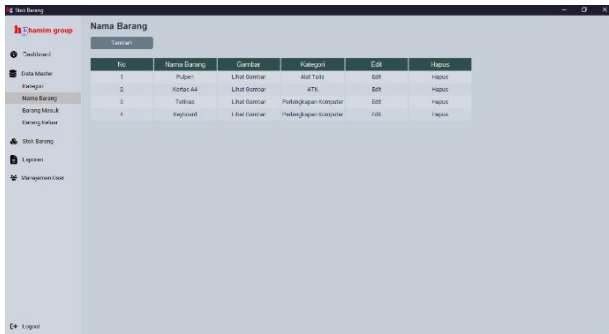 Stok Barang
hamim group
Dashboard
Data Master
Kategori
Nama Barang
Barang Masuk
Barang Keluar
Stok Barang
Laporan
Manajemen User
Logout
Nama Barang
Tambah
No Nama Barang Gambar Kategori Edit Hapus
1 Pulpen Lihat Gambar Alat Tulis Edit Hapus
2 Kertas A4 Lihat Gambar ATK Edit Hapus
3 Tetikus Lihat Gambar Perlengkapan Komputer Edit Hapus
4 Keyboard Lihat Gambar Perlengkapan Komputer Edit Hapus